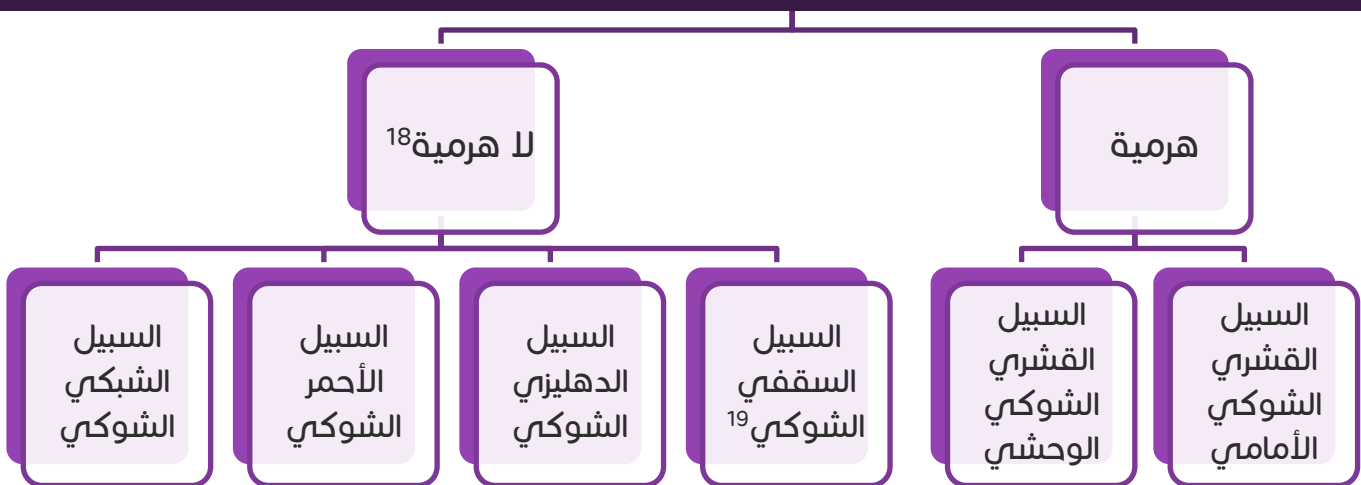 هرمية
لا هرمية¹⁸
السبيل
القشري
الشوكي
الأمامي
السبيل
القشري
الشوكي
الوحشي
السبيل
السقفي
الشوكي¹⁹
السبيل
الدهليزي
الشوكي
السبيل
الأحمر
الشوكي
السبيل
الشبكي
الشوكي